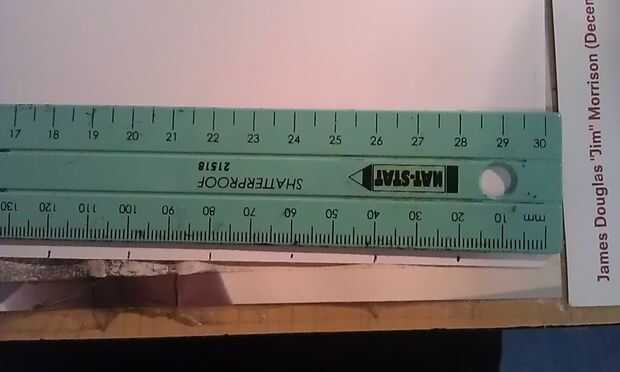 17 18 19 20 21 22 23 24 25 26 27 28 29 30
SHATTERPROOF
21518
HAT-STAT
130 120 110 100 90 80 70 60 50 40 30 20 10 mm
James Douglas "Jim" Morrison (Decem